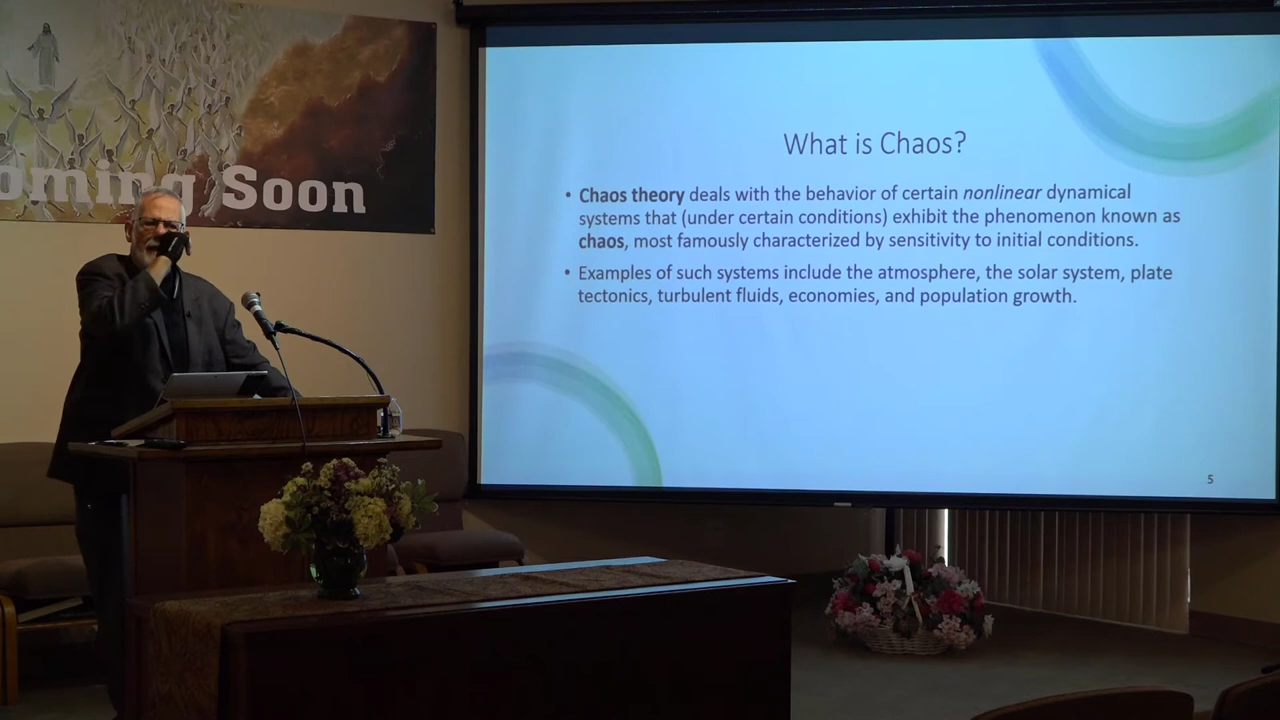 oming Soon
What is Chaos?
• Chaos theory deals with the behavior of certain nonlinear dynamical
systems that (under certain conditions) exhibit the phenomenon known as
chaos, most famously characterized by sensitivity to initial conditions.
• Examples of such systems include the atmosphere, the solar system, plate
tectonics, turbulent fluids, economies, and population growth.
5